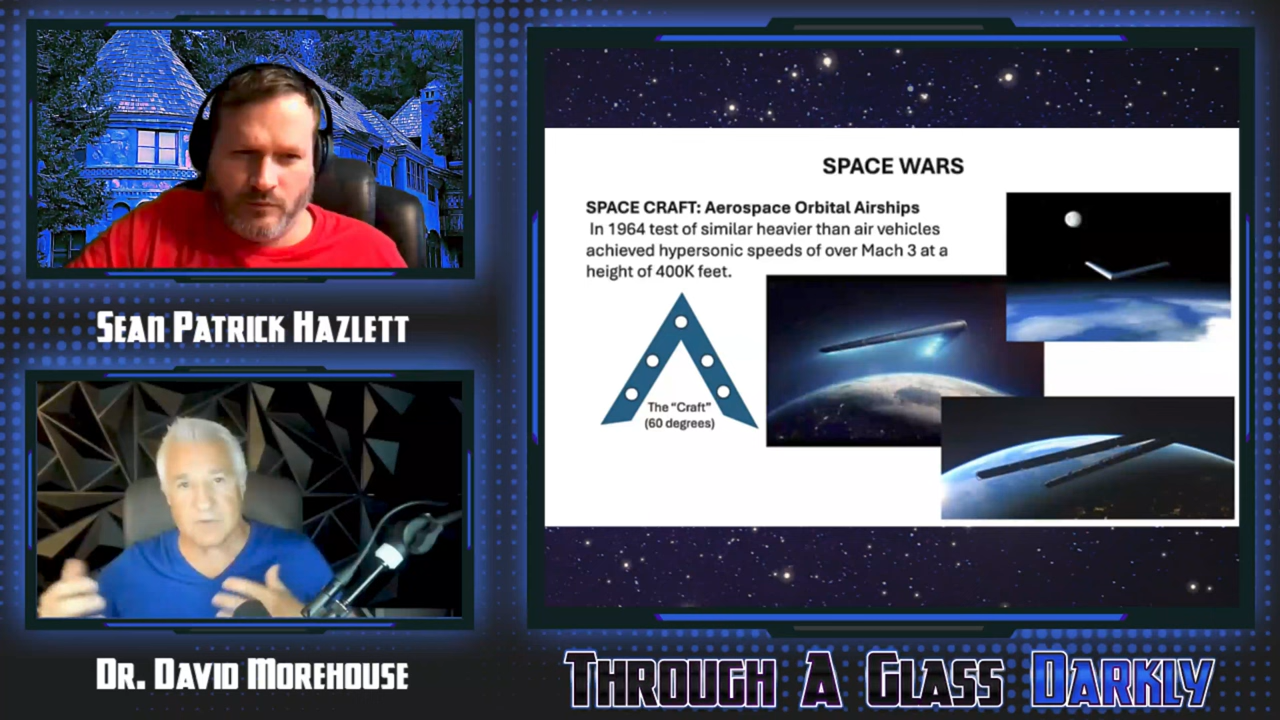 SEAN PATRICK HAZLETT
DR. DAVID MOREHOUSE
SPACE WARS
SPACE CRAFT: Aerospace Orbital Airships
In 1964 test of similar heavier than air vehicles
achieved hypersonic speeds of over Mach 3 at a
height of 400K feet.
The "Craft"
(60 degrees)
THROUGH A GLASS DARKLY